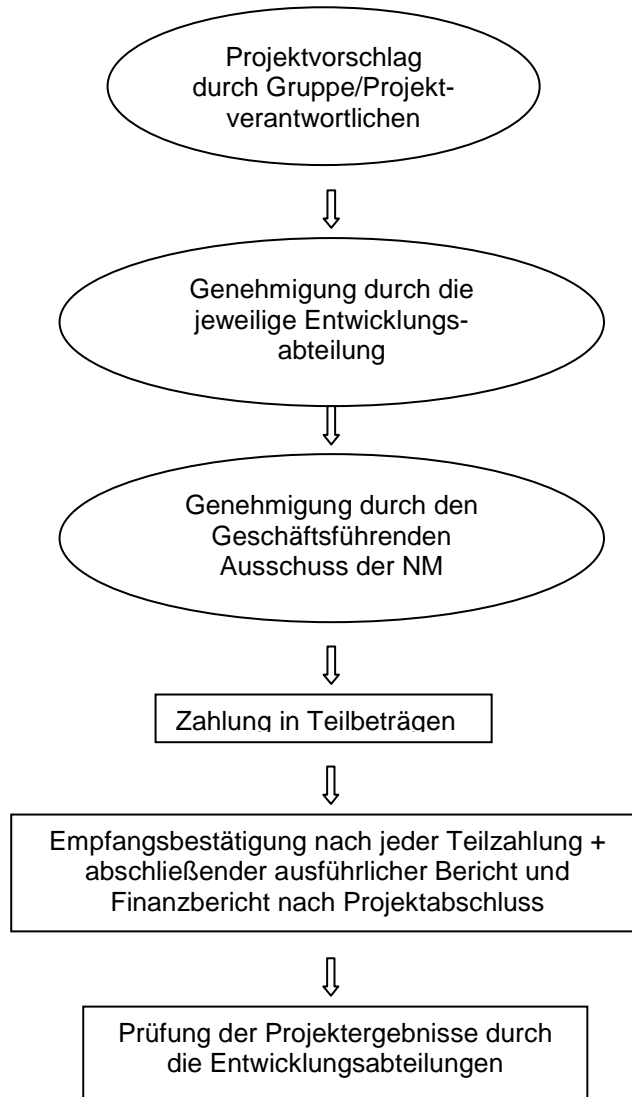 Projektvorschlag
durch Gruppe/Projekt-
verantwortlichen
Genehmigung durch die
jeweilige Entwicklungs-
abteilung
Genehmigung durch den
Geschäftsführenden
Ausschuss der NM
Zahlung in Teilbeträgen
Empfangsbestätigung nach jeder Teilzahlung +
abschließender ausführlicher Bericht und
Finanzbericht nach Projektabschluss
Prüfung der Projektergebnisse durch
die Entwicklungsabteilungen